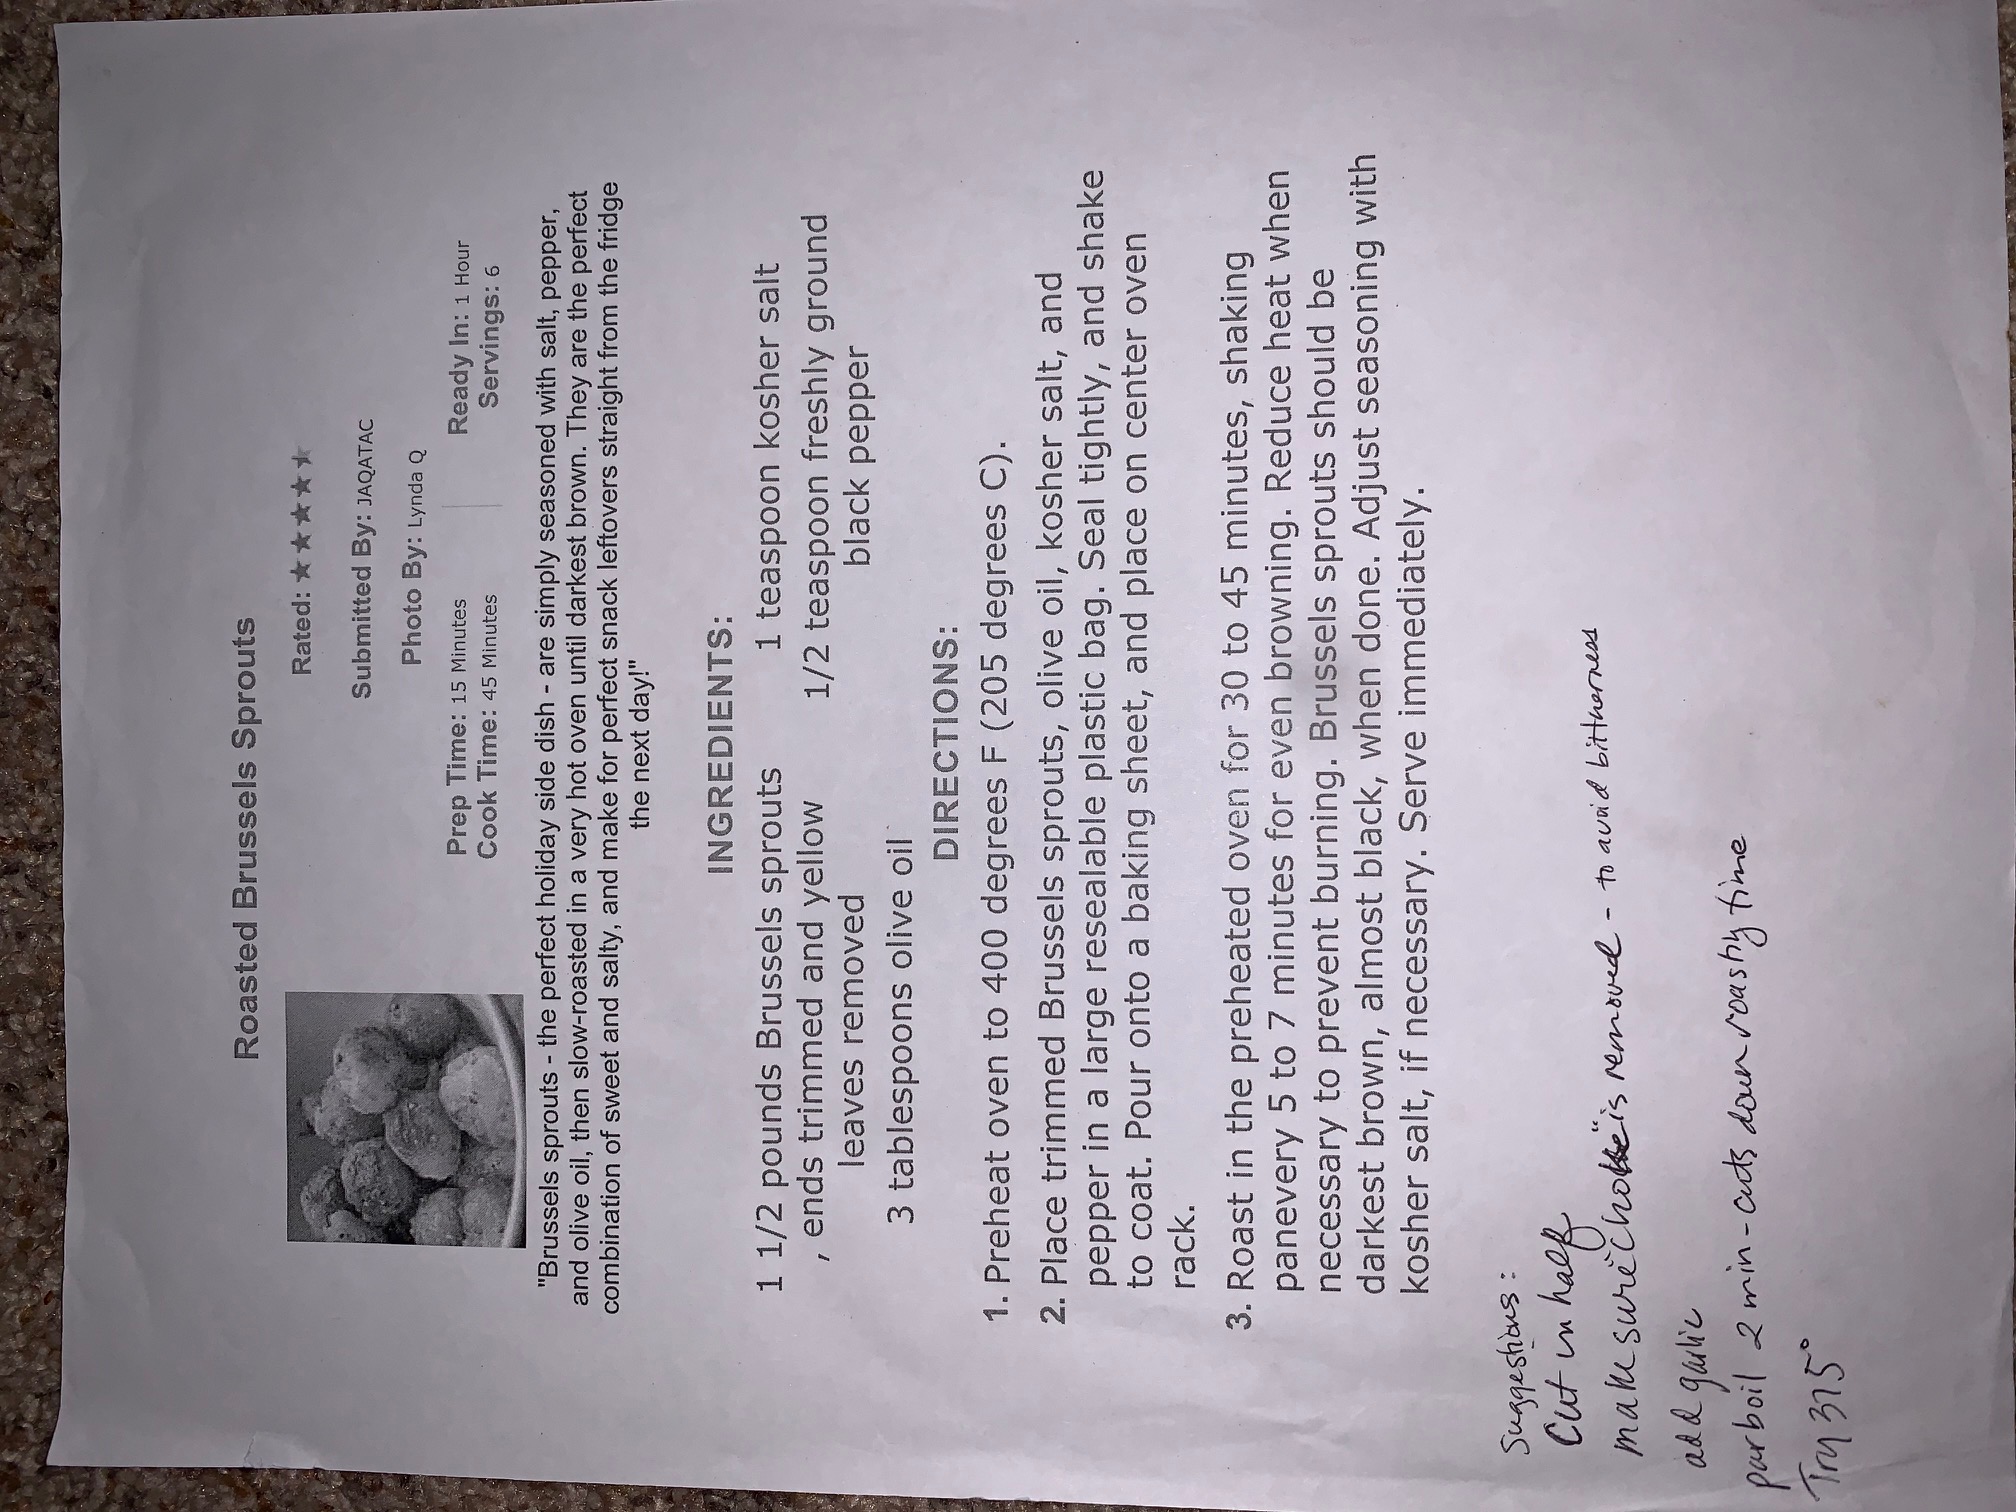 Roasted Brussels Sprouts
Rated:
Submitted By: JAQATAC
Photo By: Lynda Q
Prep Time: 15 Minutes
Cook Time: 45 Minutes
Ready In: 1 Hour
Servings: 6
"Brussels sprouts - the perfect holiday side dish - are simply seasoned with salt, pepper,
and olive oil, then slow-roasted in a very hot oven until darkest brown. They are the perfect
combination of sweet and salty, and make for perfect snack leftovers straight from the fridge
the next day!"
INGREDIENTS:
1 1/2 pounds Brussels sprouts
, ends trimmed and yellow
leaves removed
3 tablespoons olive oil
1 teaspoon kosher salt
1/2 teaspoon freshly ground
black pepper
DIRECTIONS:
1. Preheat oven to 400 degrees F (205 degrees C).
2. Place trimmed Brussels sprouts, olive oil, kosher salt, and
pepper in a large resealable plastic bag. Seal tightly, and shake
to coat. Pour onto a baking sheet, and place on center oven
rack.
3. Roast in the preheated oven for 30 to 45 minutes, shaking
panevery 5 to 7 minutes for even browning. Reduce heat when
necessary to prevent burning. Brussels sprouts should be
darkest brown, almost black, when done. Adjust seasoning with
kosher salt, if necessary. Serve immediately.
Suggestions:
Cut in half
make sure "choke" is removed - to avoid bitterness
add garlic
parboil 2 min - cuts down roasting time
Try 375°